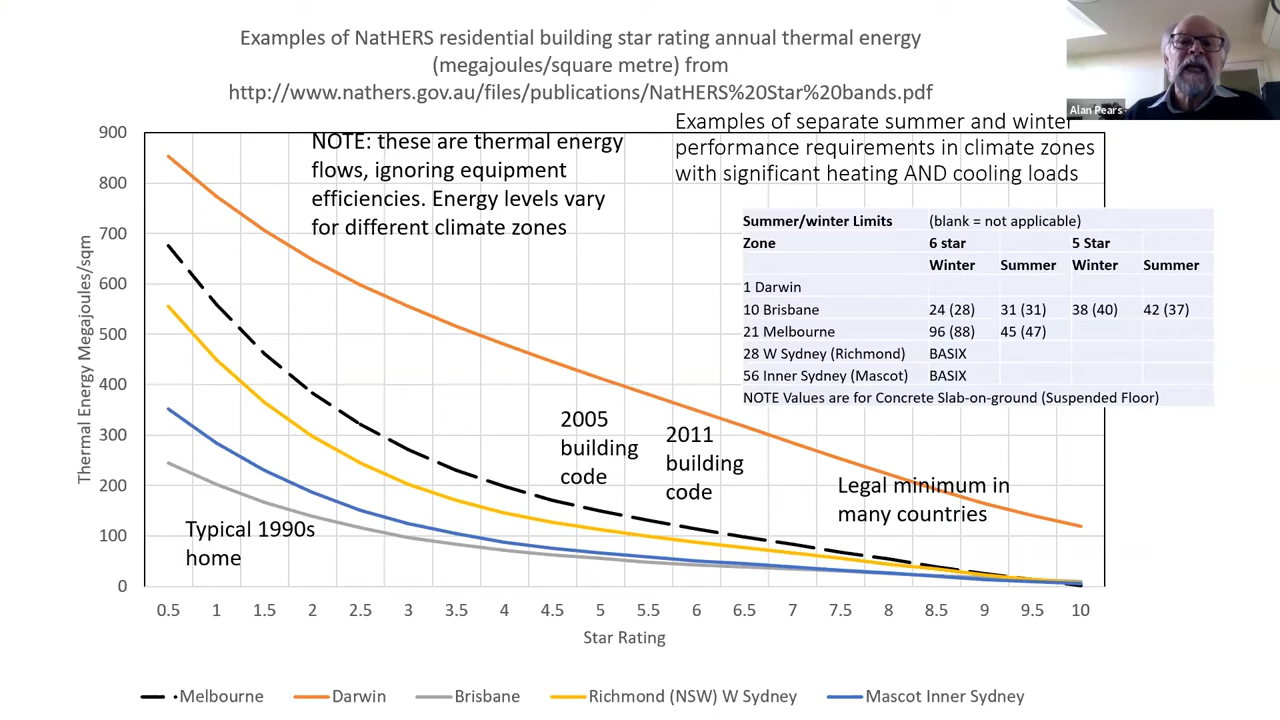 Examples of NatHERS residential building star rating annual thermal energy
(megajoules/square metre) from
http://www.nathers.gov.au/files/publications/NatHERS%20Star%20bands.pdf
Alan Pears
NOTE: these are thermal energy
flows, ignoring equipment
efficiencies. Energy levels vary
for different climate zones
Examples of separate summer and winter
performance requirements in climate zones
with significant heating AND cooling loads
Summer/winter Limits (blank = not applicable)
Zone 6 star 5 Star
Winter Summer Winter Summer
1 Darwin
10 Brisbane 24 (28) 31 (31) 38 (40) 42 (37)
21 Melbourne 96 (88) 45 (47)
28 W Sydney (Richmond) BASIX
56 Inner Sydney (Mascot) BASIX
NOTE Values are for Concrete Slab-on-ground (Suspended Floor)
Thermal Energy Megajoules/sqm
900
800
700
600
500
400
300
200
100
0
2005
building
code
2011
building
code
Legal minimum in
many countries
Typical 1990s
home
0.5 1 1.5 2 2.5 3 3.5 4 4.5 5 5.5 6 6.5 7 7.5 8 8.5 9 9.5 10
Star Rating
Melbourne Darwin Brisbane Richmond (NSW) W Sydney Mascot Inner Sydney